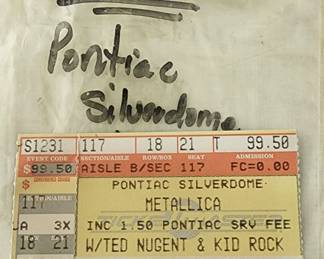 Pontiac
Silverdome
S1231 117 18 21 T 99.50
EVENT CODE SECTION/AISLE ROW/BOX SEAT ADMISSION
$99.50 AISLE B/SEC 117 FC=0.00
$ PONTIAC SILVERDOME
117 METALLICA
A 3X INC 1.50 PONTIAC SRV FEE
18 21 W/TED NUGENT & KID ROCK